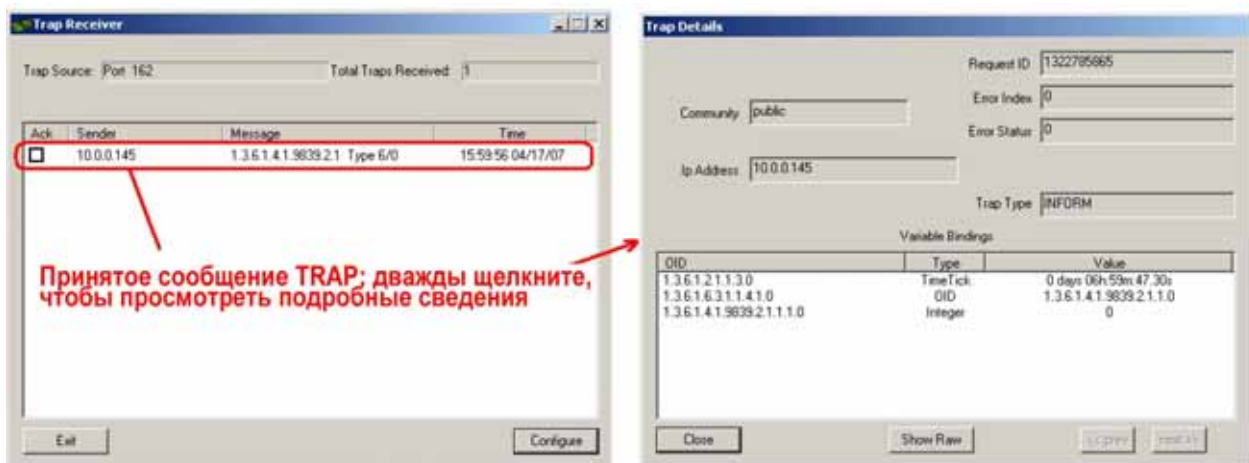 Trap Receiver
Trap Source: Port 162 Total Traps Received: 1
Ack Sender Message Time
10.0.0.145 1.3.6.1.4.1.9839.2.1 Type 6/0 15:59:56 04/17/07
Принятое сообщение TRAP; дважды щелкните,
чтобы просмотреть подробные сведения
Exit Configure
Trap Details
Request ID 1322785865
Community public
Error Index 0
Error Status 0
Ip Address 10.0.0.145
Trap Type INFORM
Variable Bindings
OID Type Value
1.3.6.1.2.1.1.3.0 TimeTick 0 days 06h:59m:47.30s
1.3.6.1.6.3.1.1.4.1.0 OID 1.3.6.1.4.1.9839.2.1.1.0
1.3.6.1.4.1.9839.2.1.1.1.0 Integer 0
Close Show Raw << prev next >>